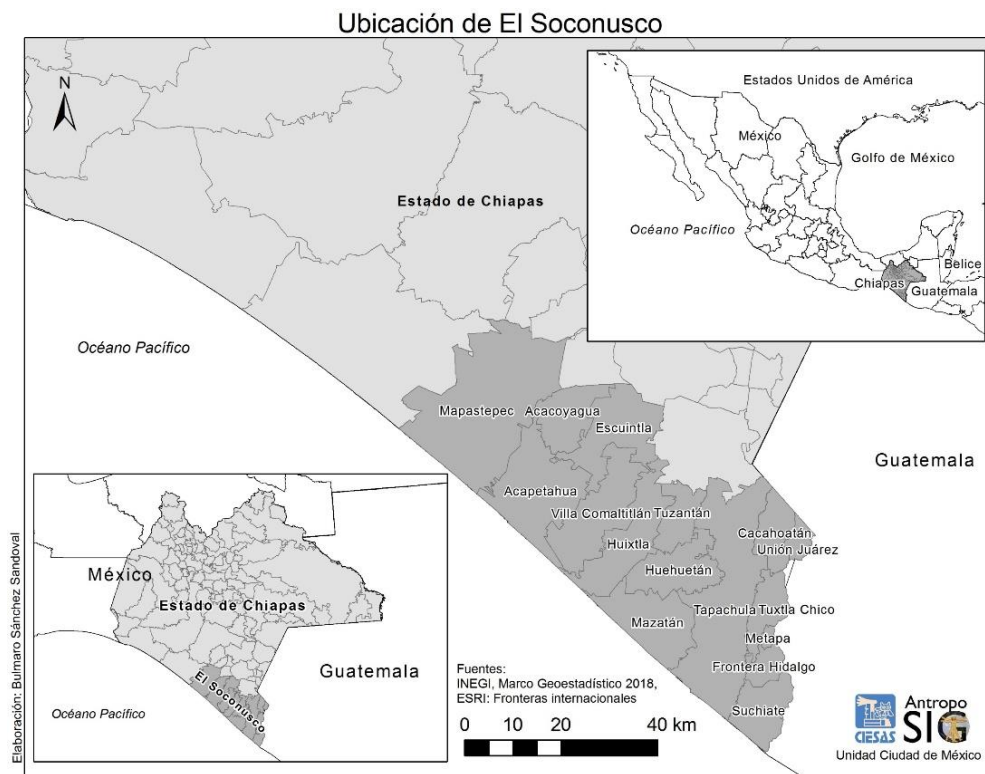 Ubicación de El Soconusco
N
Estado de Chiapas
Océano Pacífico
Estados Unidos de América
México
Golfo de México
Océano Pacífico
Belice
Chiapas
Guatemala
Mapastepec
Acacoyagua
Escuintla
Guatemala
Acapetahua
Villa Comaltitlán
Tuzantán
Cacahoatán
Unión Juárez
Huixtla
Huehuetán
Tapachula
Tuxtla Chico
Mazatán
Metapa
Frontera Hidalgo
Suchiate
México
Estado de Chiapas
Guatemala
El Soconusco
Océano Pacífico
Fuentes:
INEGI, Marco Geoestadístico 2018,
ESRI: Fronteras internacionales
0 10 20 40 km
Elaboración: Bulmaro Sánchez Sandoval
CIESAS
Antropo
SIG
Unidad Ciudad de México